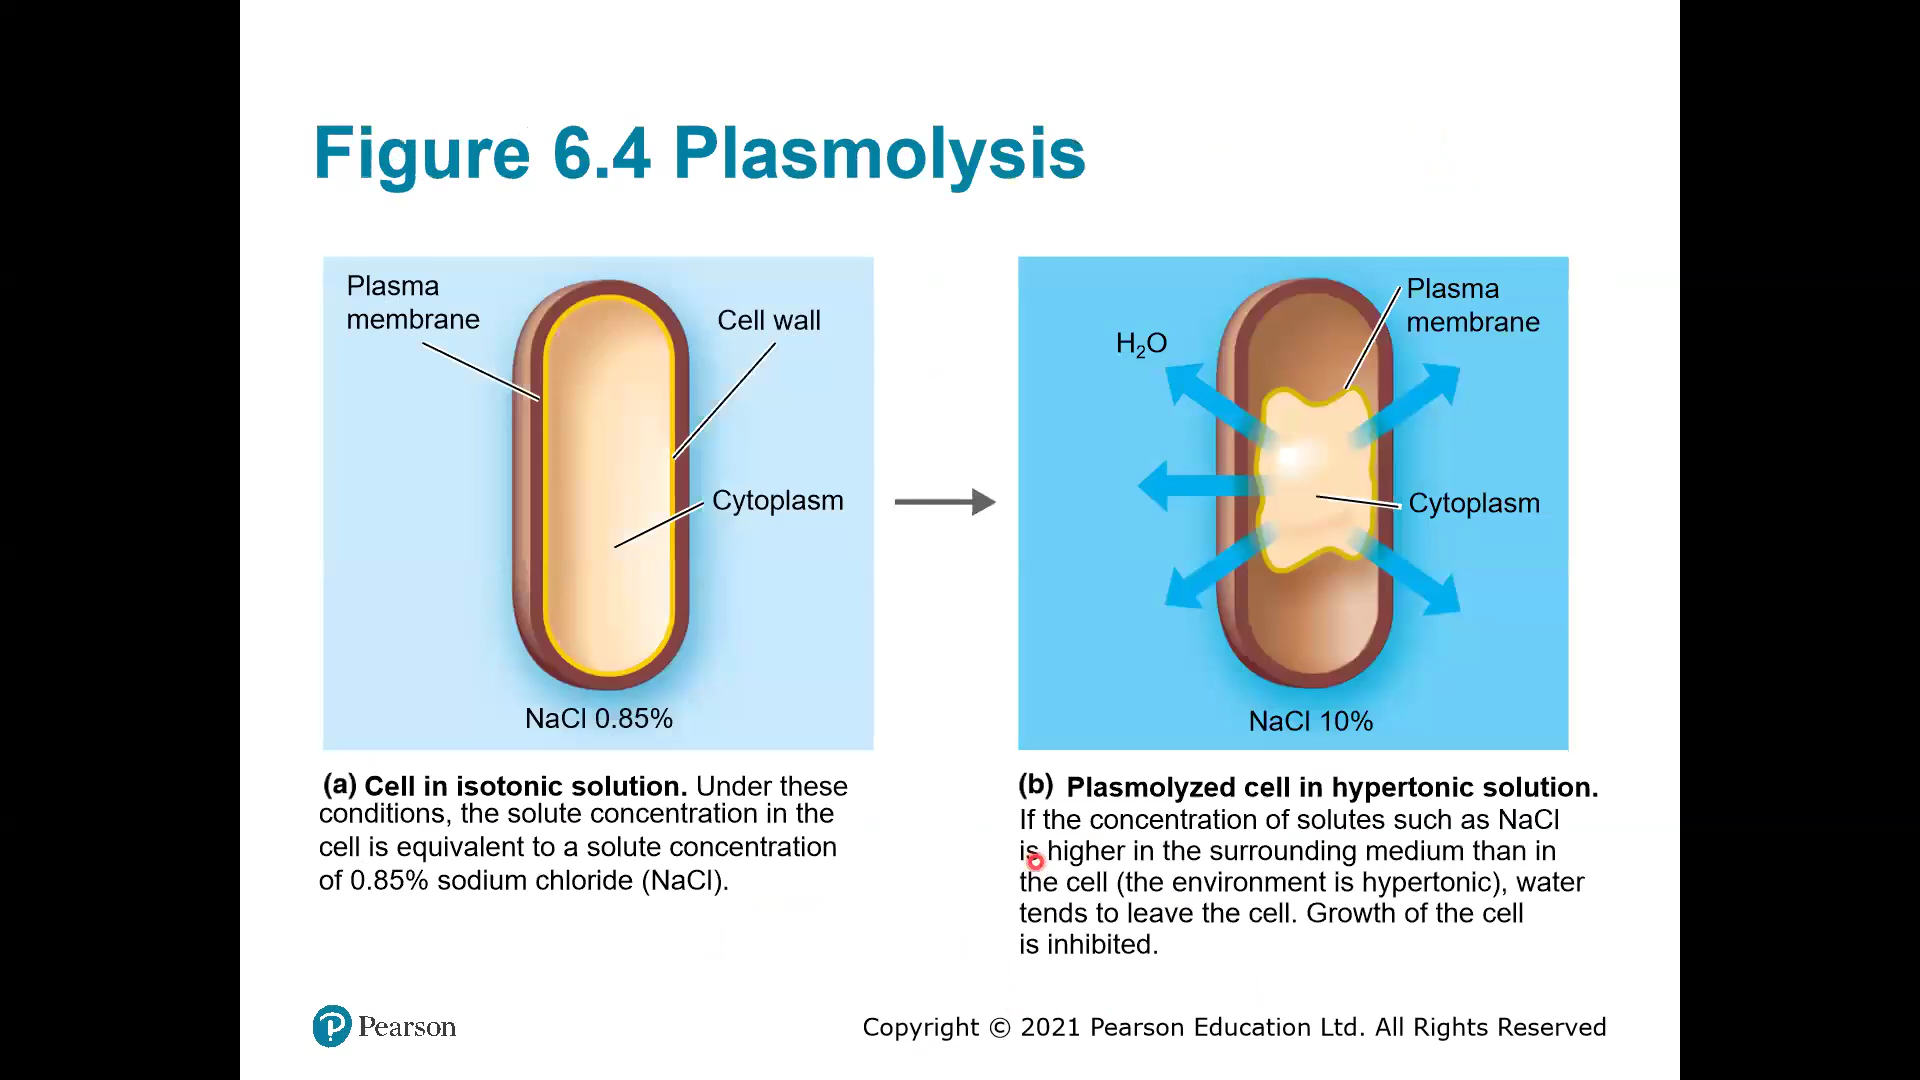 Figure 6.4 Plasmolysis
Plasma
membrane
Cell wall
Cytoplasm
NaCl 0.85%
(a) Cell in isotonic solution. Under these
conditions, the solute concentration in the
cell is equivalent to a solute concentration
of 0.85% sodium chloride (NaCl).
Plasma
membrane
H₂O
Cytoplasm
NaCl 10%
(b) Plasmolyzed cell in hypertonic solution.
If the concentration of solutes such as NaCl
is higher in the surrounding medium than in
the cell (the environment is hypertonic), water
tends to leave the cell. Growth of the cell
is inhibited.
Pearson
Copyright © 2021 Pearson Education Ltd. All Rights Reserved